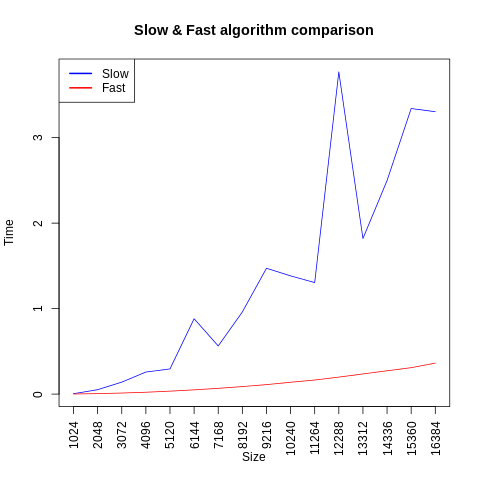 Slow & Fast algorithm comparison
Slow
Fast
Time
3
2
1
0
1024 2048 3072 4096 5120 6144 7168 8192 9216 10240 11264 12288 13312 14336 15360 16384
Size